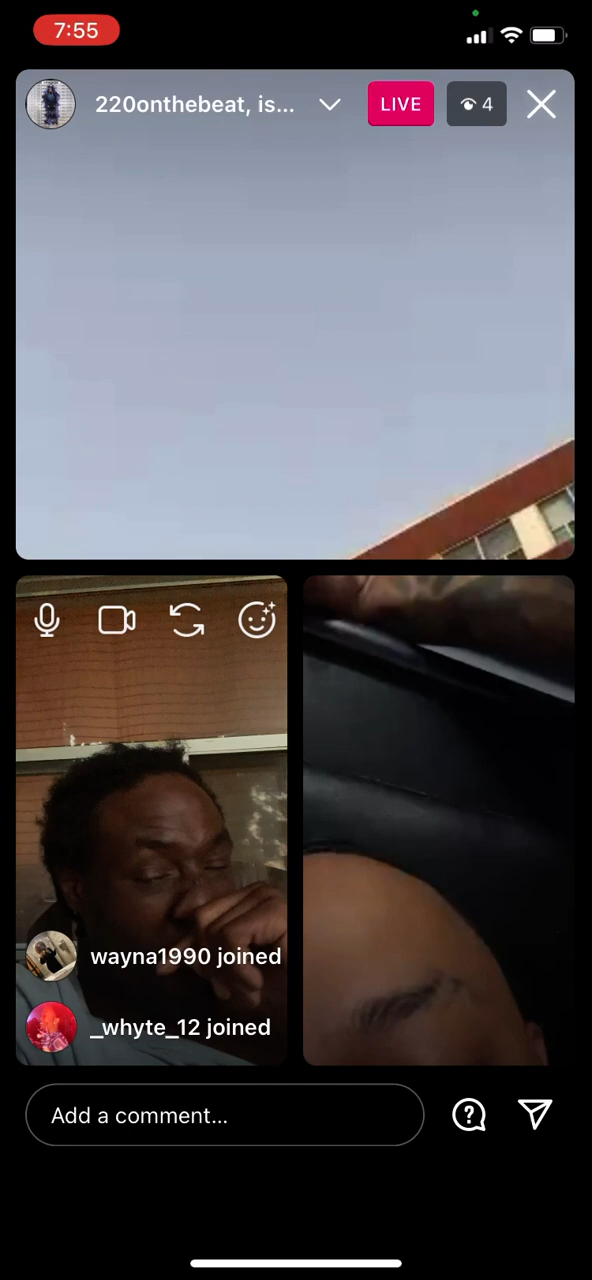 7:55
220onthebeat, is...
LIVE
4
wayna1990 joined
_whyte_12 joined
Add a comment...